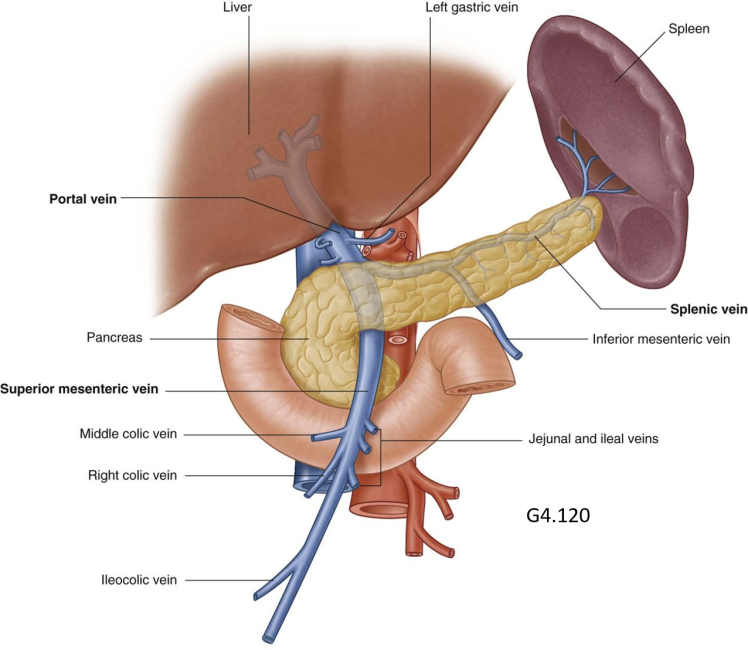 Liver
Left gastric vein
Spleen
Portal vein
Splenic vein
Pancreas
Inferior mesenteric vein
Superior mesenteric vein
Middle colic vein
Jejunal and ileal veins
Right colic vein
G4.120
Ileocolic vein